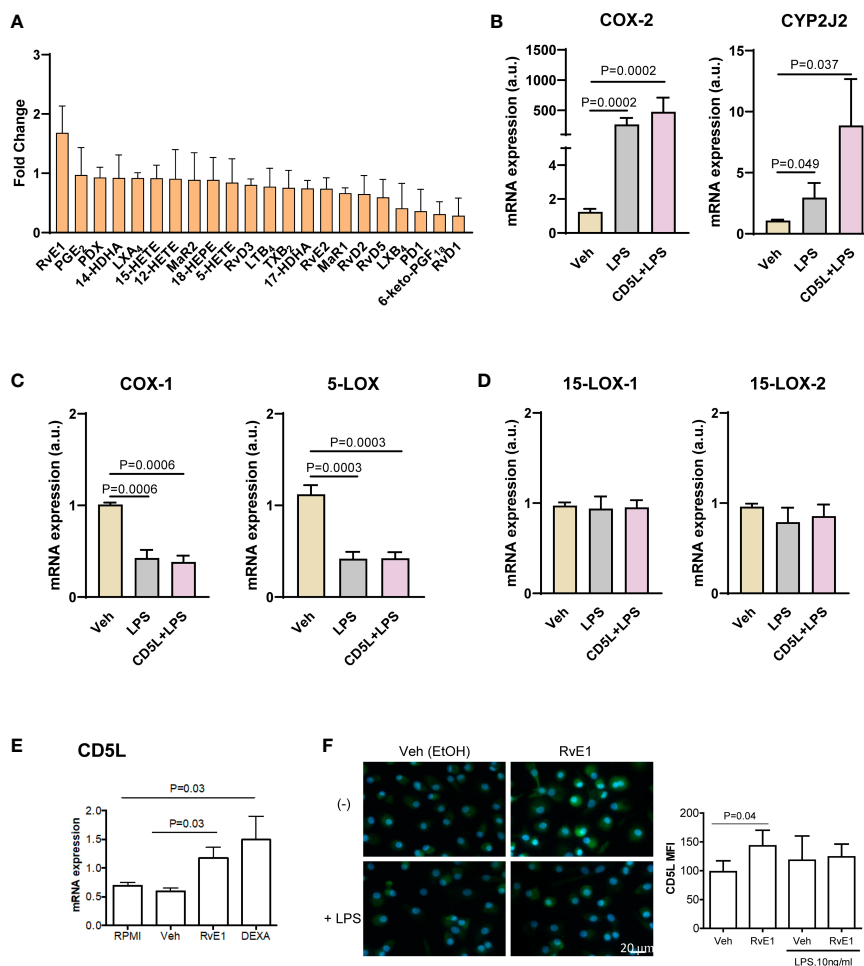 A
Fold Change
3
2
1
0
RvE1
PGE2
PDX
14-HDHA
LXA4
15-HETE
12-HETE
MaR2
18-HEPE
5-HETE
RvD3
LTB4
TXB2
17-HDHA
RvE2
MaR1
RvD2
RvD5
LXB4
PD1
6-keto-PGF1a
RvD1
B
COX-2
mRNA expression (a.u.)
1500
1000
500
4
2
0
P=0.0002
P=0.0002
Veh
LPS
CD5L+LPS
CYP2J2
mRNA expression (a.u.)
15
10
5
0
P=0.037
P=0.049
Veh
LPS
CD5L+LPS
C
COX-1
mRNA expression (a.u.)
2
1
0
P=0.0006
P=0.0006
Veh
LPS
CD5L+LPS
5-LOX
mRNA expression (a.u.)
2
1
0
P=0.0003
P=0.0003
Veh
LPS
CD5L+LPS
D
15-LOX-1
mRNA expression (a.u.)
2
1
0
Veh
LPS
CD5L+LPS
15-LOX-2
mRNA expression (a.u.)
2
1
0
Veh
LPS
CD5L+LPS
E
CD5L
mRNA expression
2.0
1.5
1.0
0.5
0.0
P=0.03
P=0.03
RPMI Veh RvE1 DEXA
F
Veh (EtOH) RvE1
(-)
+ LPS
20 µm
CD5L MFI
200
150
100
50
0
P=0.04
Veh RvE1 Veh RvE1
LPS,10ng/ml